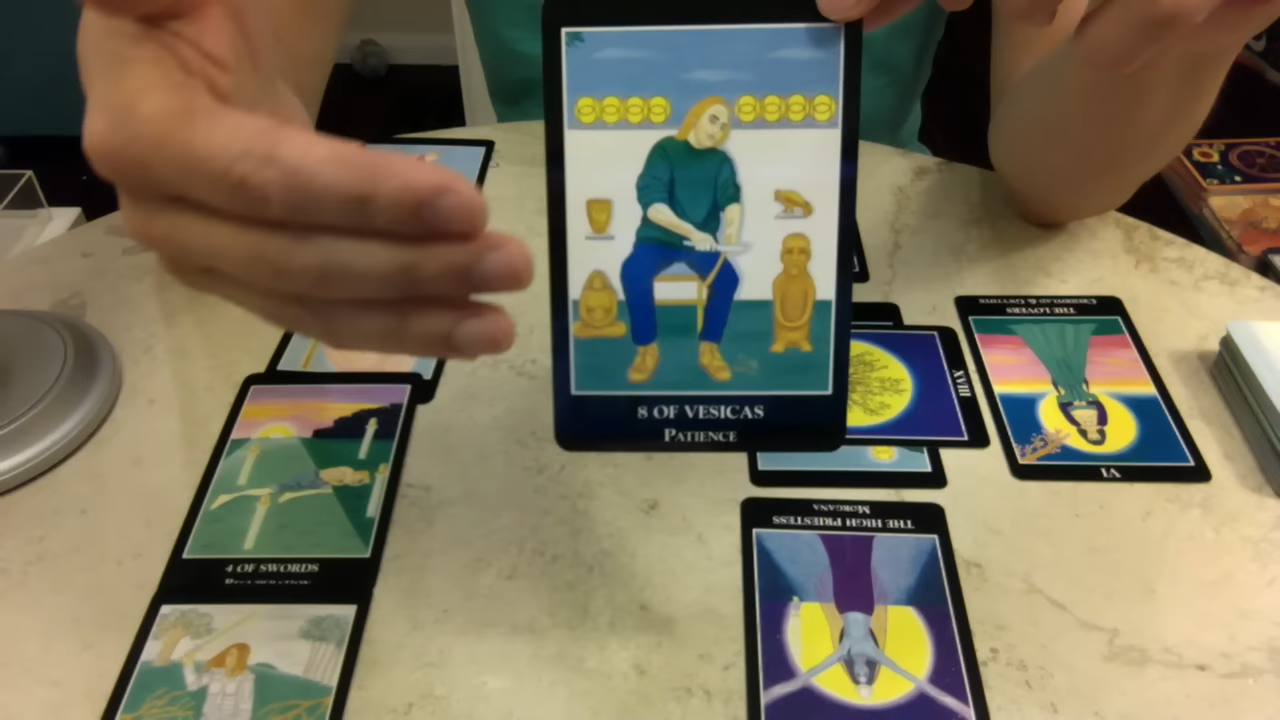 8 OF VESICAS
PATIENCE
XVIII
THE LOVERS
VI
4 OF SWORDS
THE HIGH PRIESTESS
MORGANA